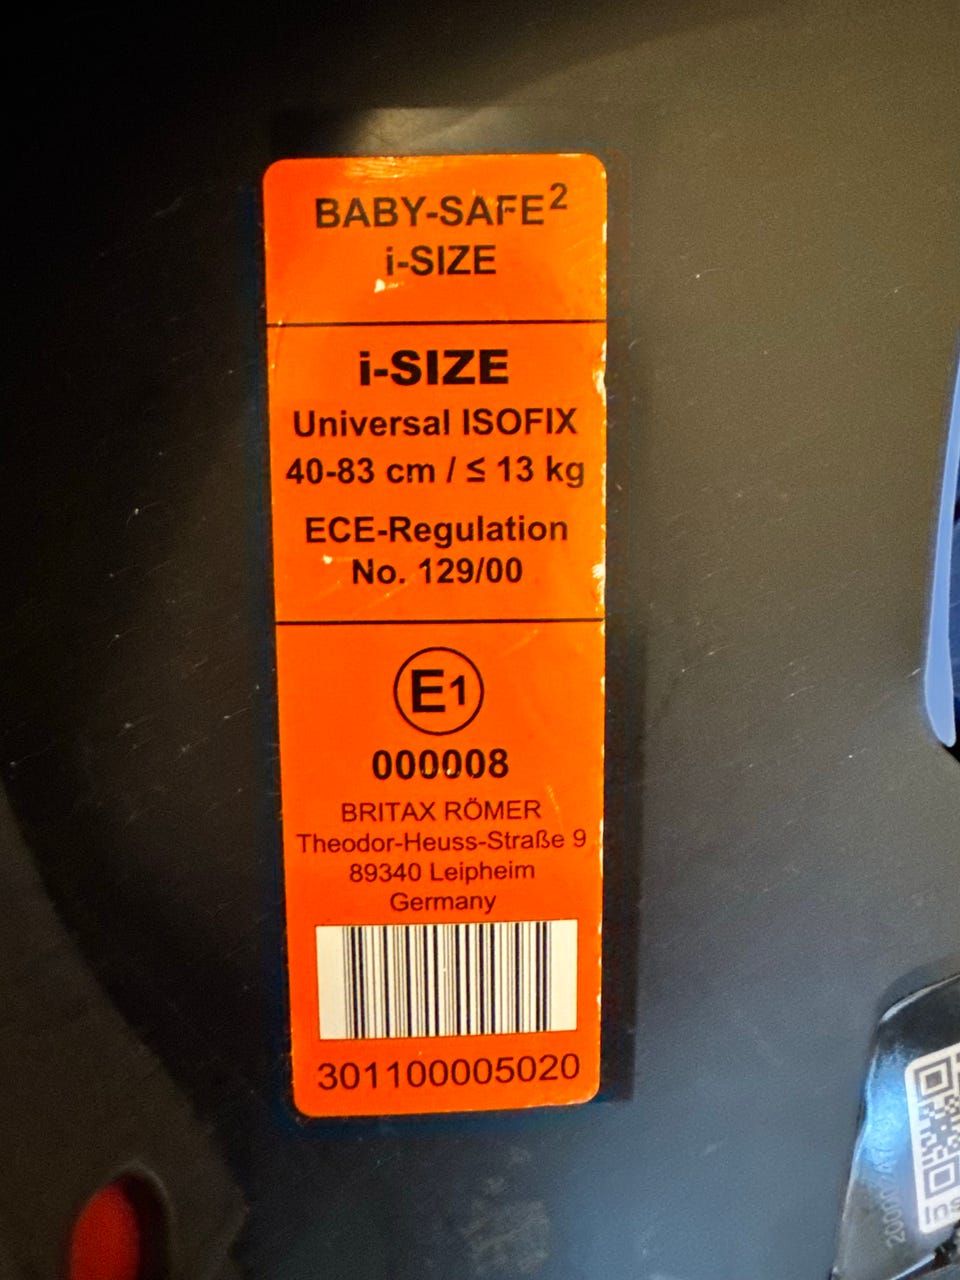 BABY-SAFE²
i-SIZE
i-SIZE
Universal ISOFIX
40-83 cm / ≤ 13 kg
ECE-Regulation
No. 129/00
E1
000008
BRITAX RÖMER
Theodor-Heuss-Straße 9
89340 Leipheim
Germany
301100005020
Ins